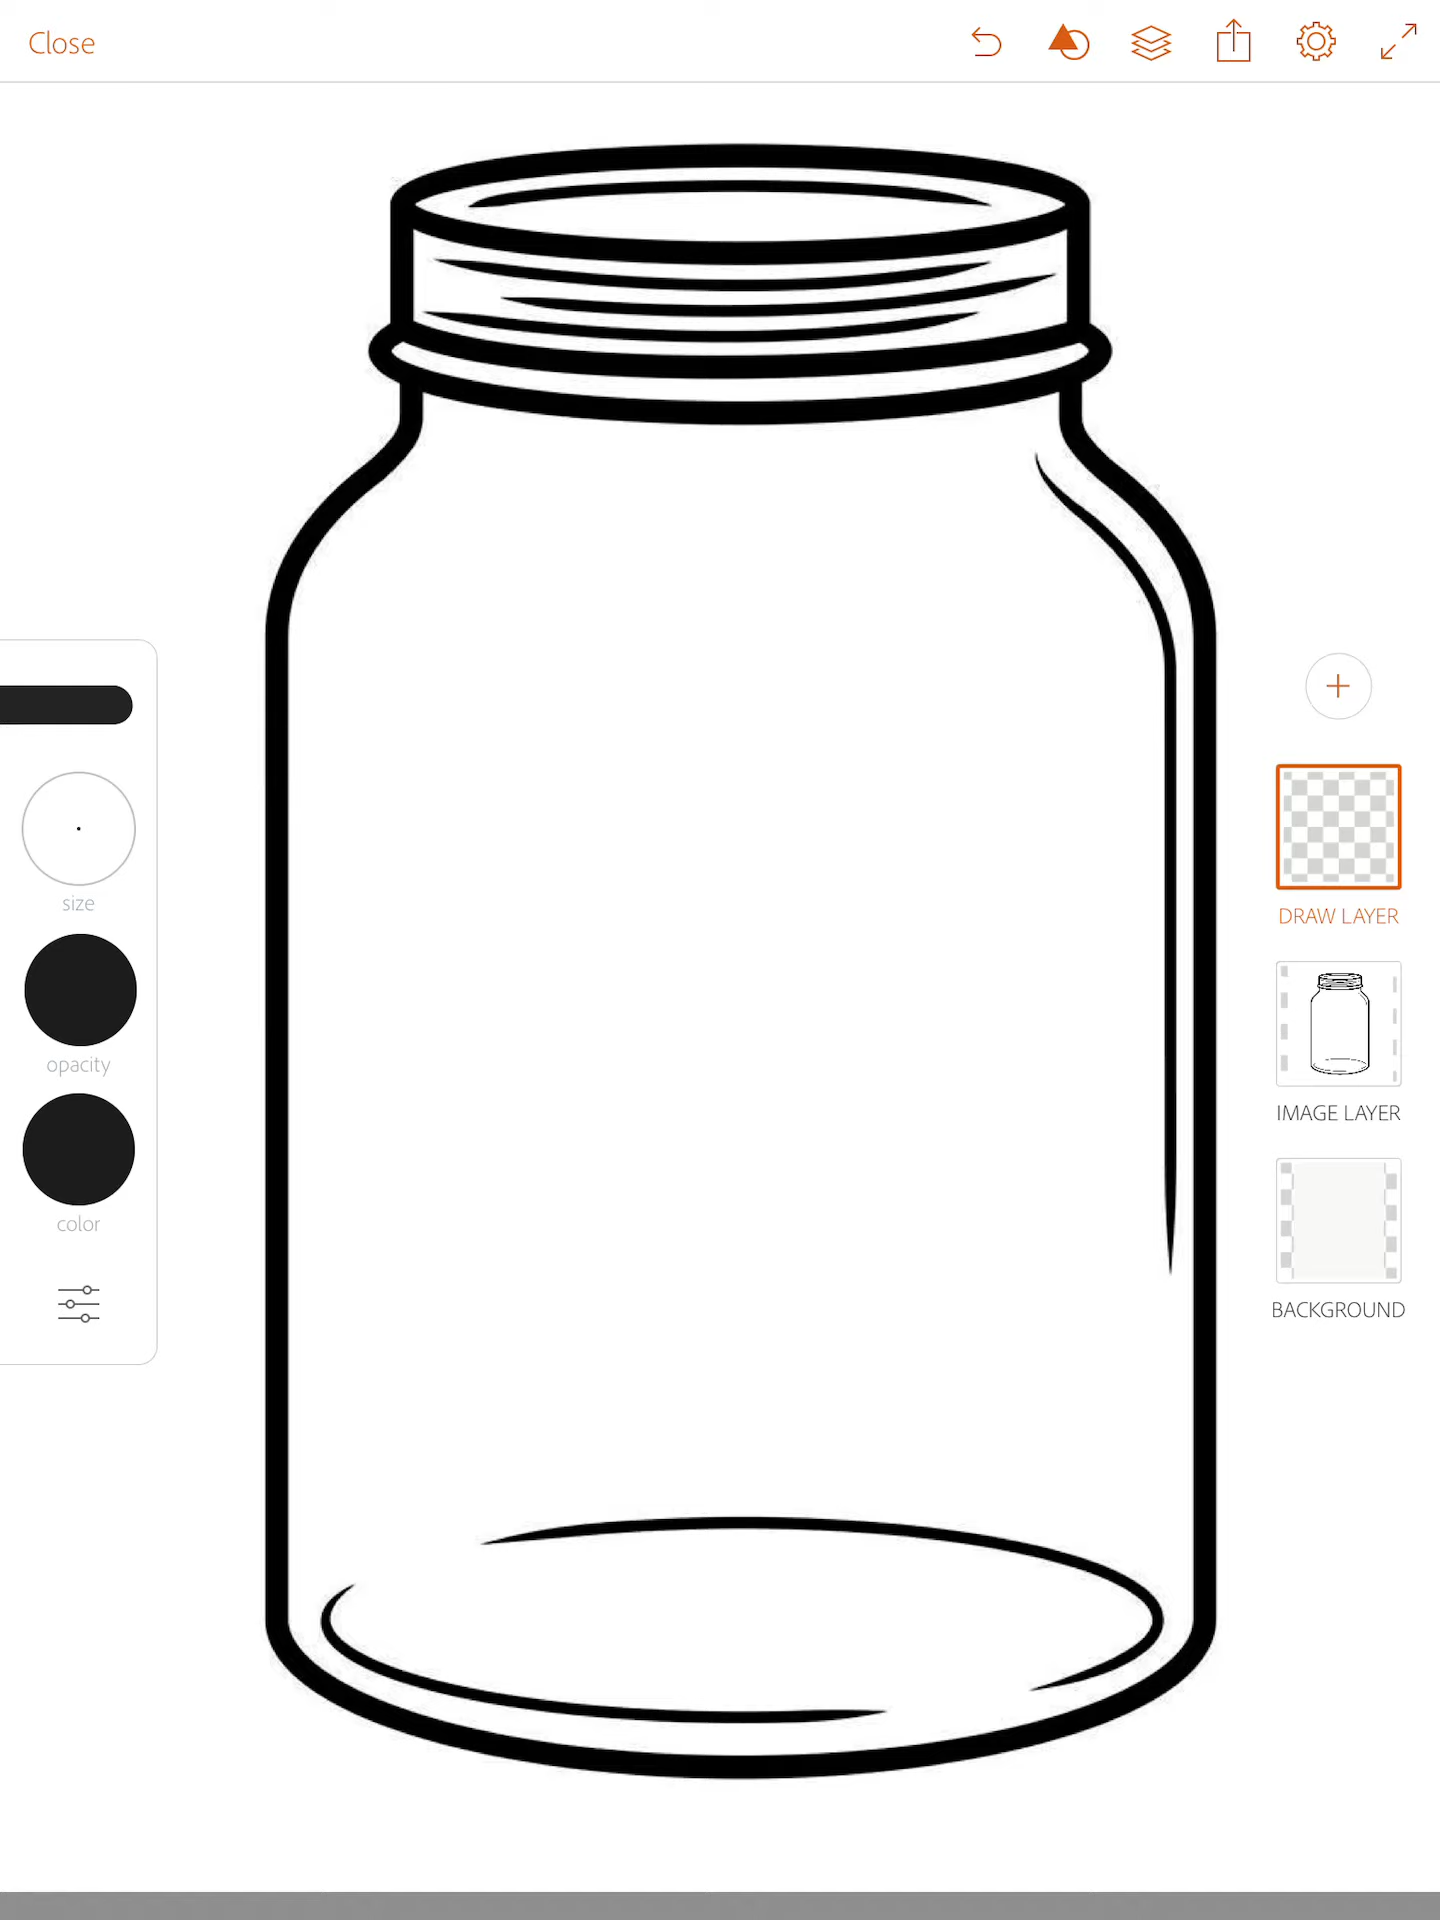 Close
size
opacity
color
DRAW LAYER
IMAGE LAYER
BACKGROUND